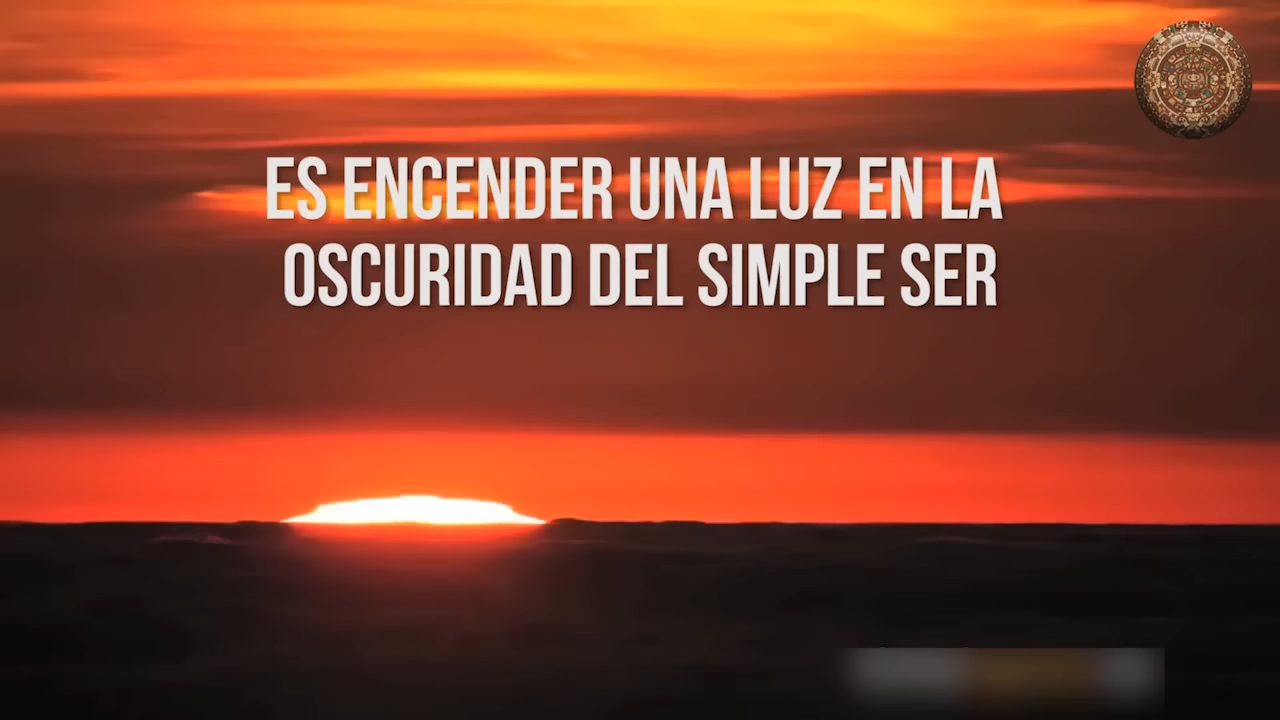 ES ENCENDER UNA LUZ EN LA
OSCURIDAD DEL SIMPLE SER